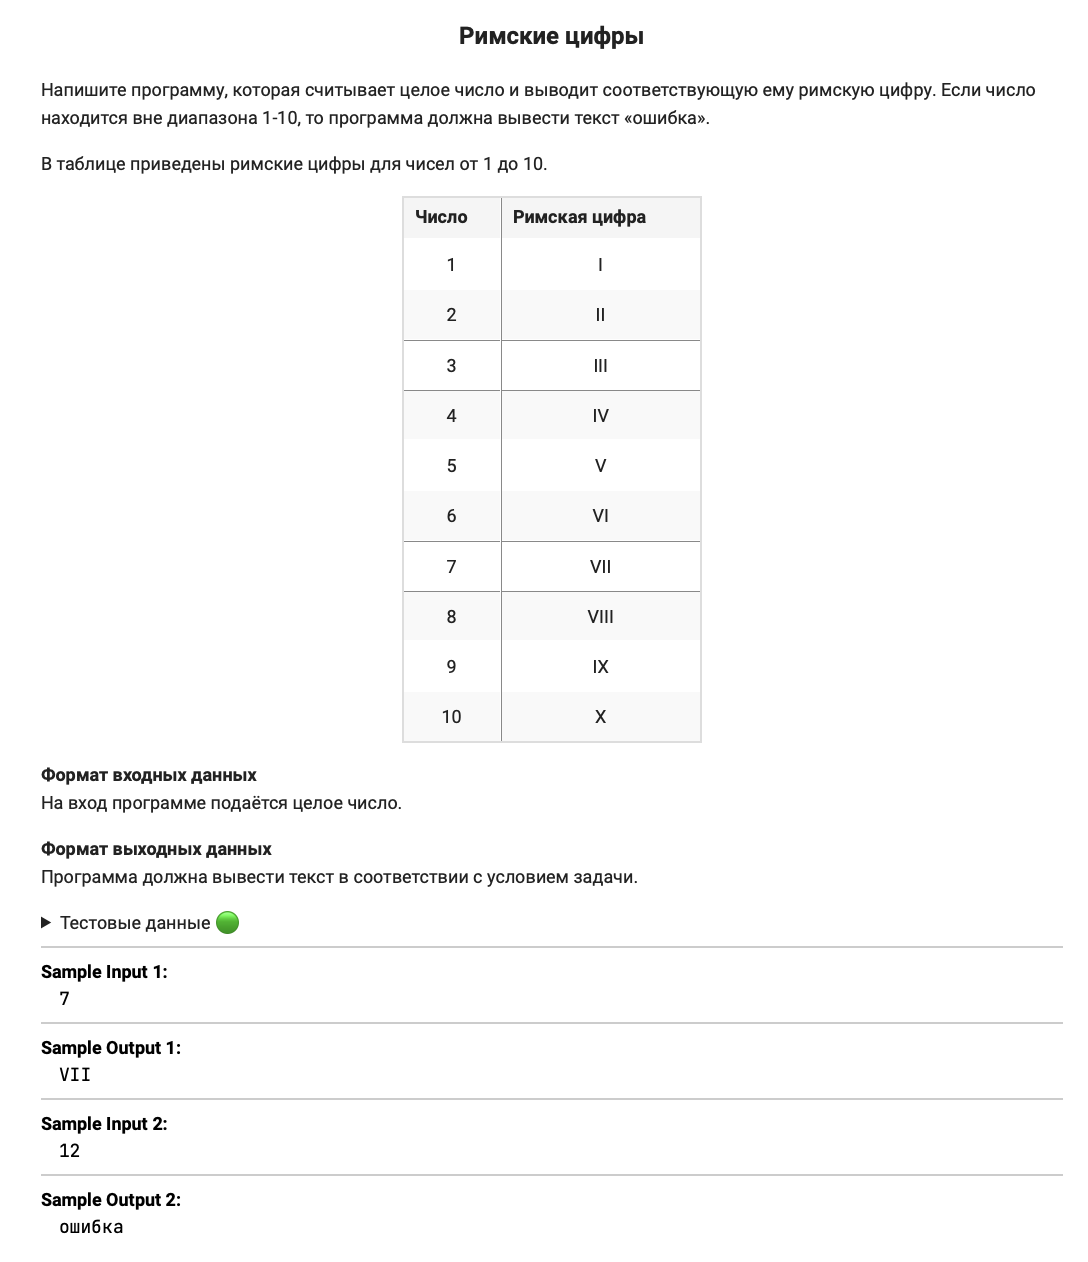 Римские цифры
Напишите программу, которая считывает целое число и выводит соответствующую ему римскую цифру. Если число
находится вне диапазона 1-10, то программа должна вывести текст «ошибка».
В таблице приведены римские цифры для чисел от 1 до 10.
Число Римская цифра
1 I
2 II
3 III
4 IV
5 V
6 VI
7 VII
8 VIII
9 IX
10 X
Формат входных данных
На вход программе подаётся целое число.
Формат выходных данных
Программа должна вывести текст в соответствии с условием задачи.
Тестовые данные
Sample Input 1:
7
Sample Output 1:
VII
Sample Input 2:
12
Sample Output 2:
ошибка